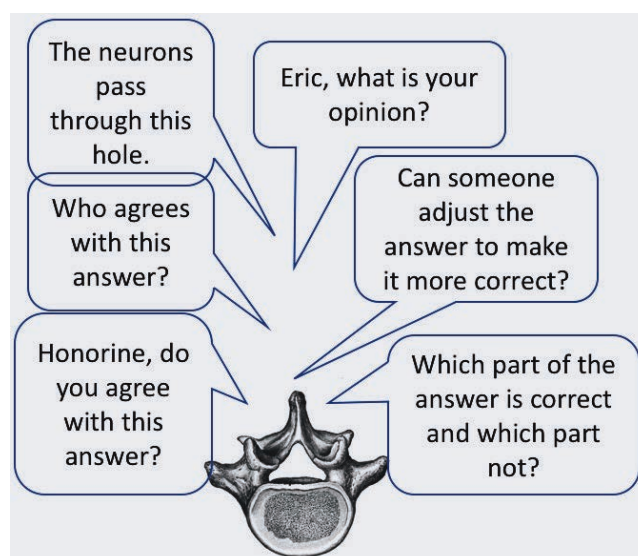 The neurons
pass
through this
hole.
Eric, what is your
opinion?
Who agrees
with this
answer?
Can someone
adjust the
answer to make
it more correct?
Honorine, do
you agree
with this
answer?
Which part of the
answer is correct
and which part
not?